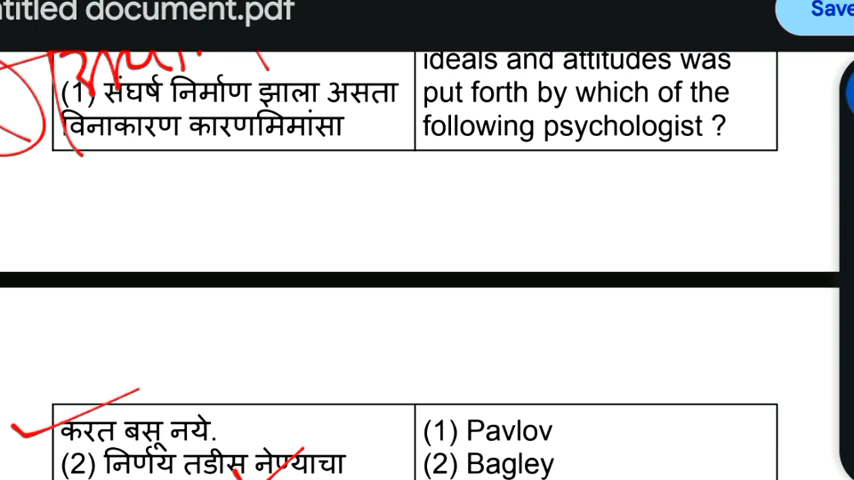 ntitled document.pdf
Save
(1) संघर्ष निर्माण झाला असता
विनाकारण कारणमिमांसा
ideals and attitudes was
put forth by which of the
following psychologist ?
करत बसू नये.
(2) निर्णय तडीस नेण्याचा
(1) Pavlov
(2) Bagley